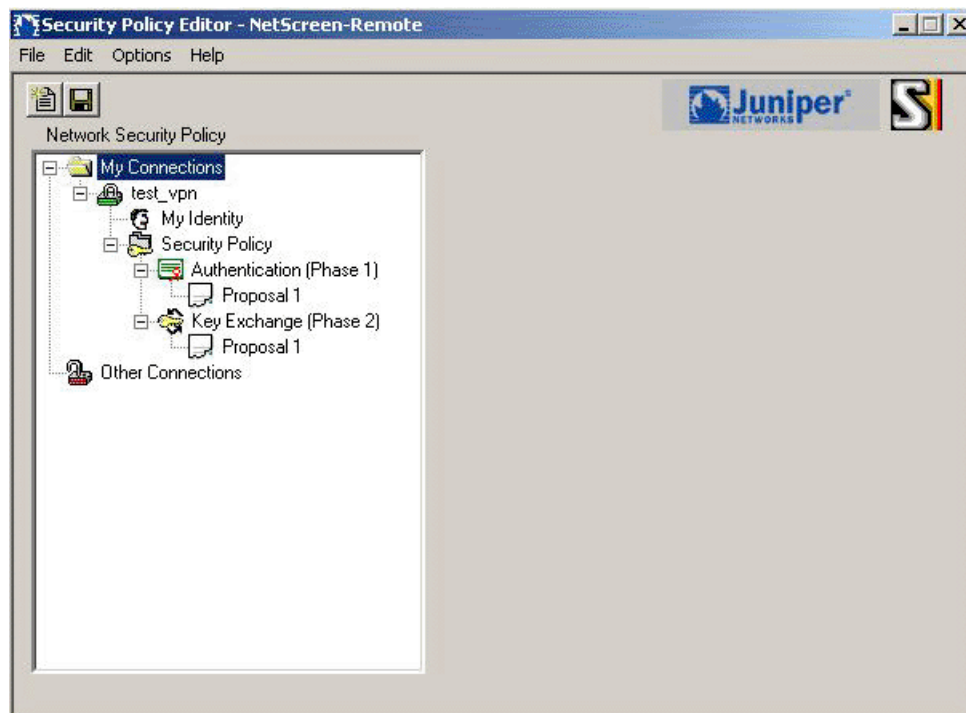 Security Policy Editor - NetScreen-Remote
File Edit Options Help
Juniper
NETWORKS
S
Network Security Policy
My Connections
test_vpn
My Identity
Security Policy
Authentication (Phase 1)
Proposal 1
Key Exchange (Phase 2)
Proposal 1
Other Connections